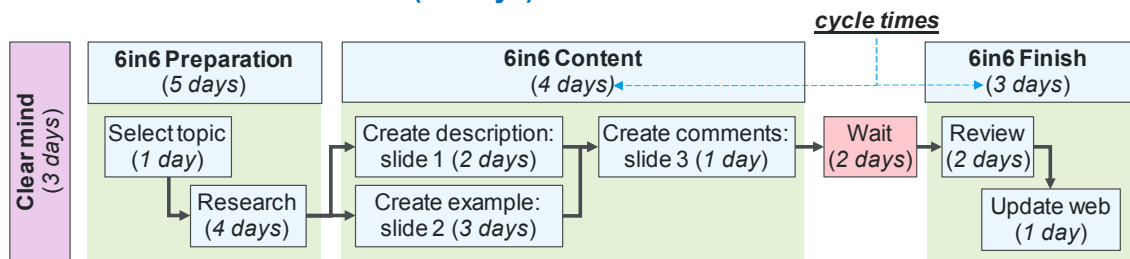 cycle times
Clear mind
(3 days)
6in6 Preparation
(5 days)
6in6 Content
(4 days)
6in6 Finish
(3 days)
Select topic
(1 day)
Research
(4 days)
Create description:
slide 1 (2 days)
Create example:
slide 2 (3 days)
Create comments:
slide 3 (1 day)
Wait
(2 days)
Review
(2 days)
Update web
(1 day)